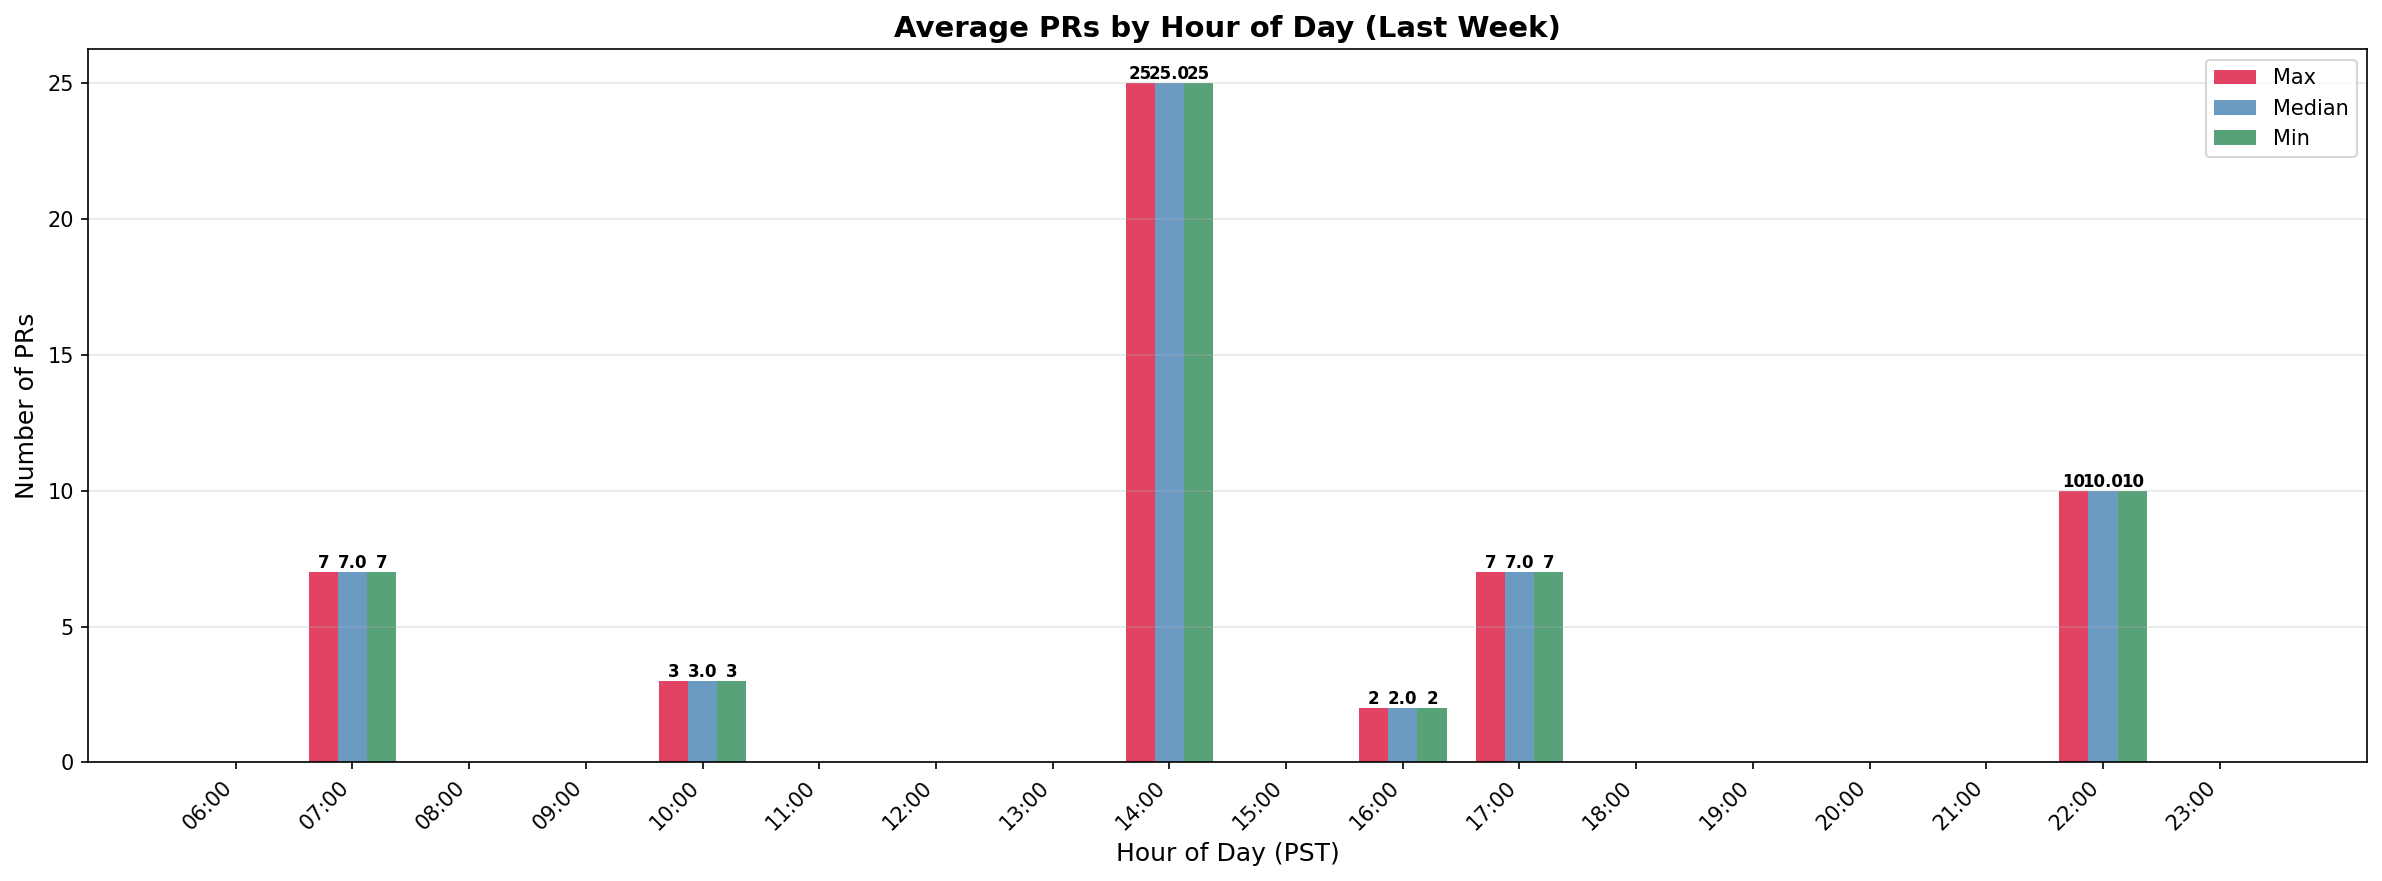 Average PRs by Hour of Day (Last Week)
Max
Median
Min
Number of PRs
25
20
15
10
5
0
7 7.0 7
3 3.0 3
25 25.0 25
2 2.0 2
7 7.0 7
10 10.0 10
06:00 07:00 08:00 09:00 10:00 11:00 12:00 13:00 14:00 15:00 16:00 17:00 18:00 19:00 20:00 21:00 22:00 23:00
Hour of Day (PST)